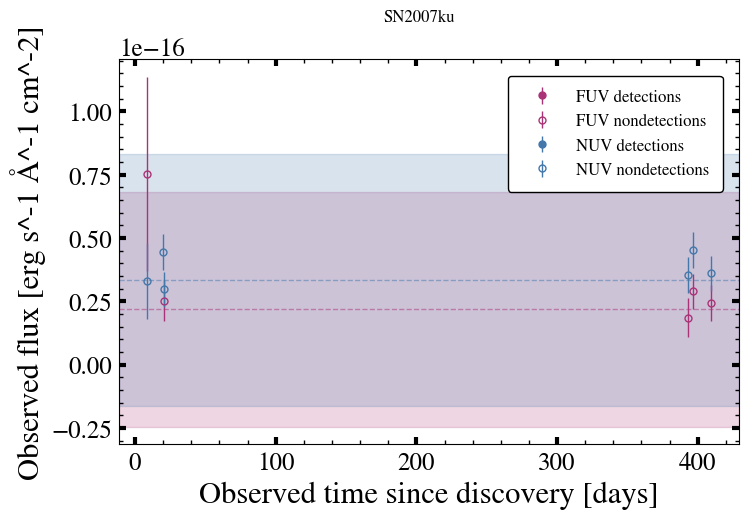 SN2007ku
1e−16
Observed flux [erg s^-1 Å^-1 cm^-2]
1.00
0.75
0.50
0.25
0.00
−0.25
FUV detections
FUV nondetections
NUV detections
NUV nondetections
0 100 200 300 400
Observed time since discovery [days]